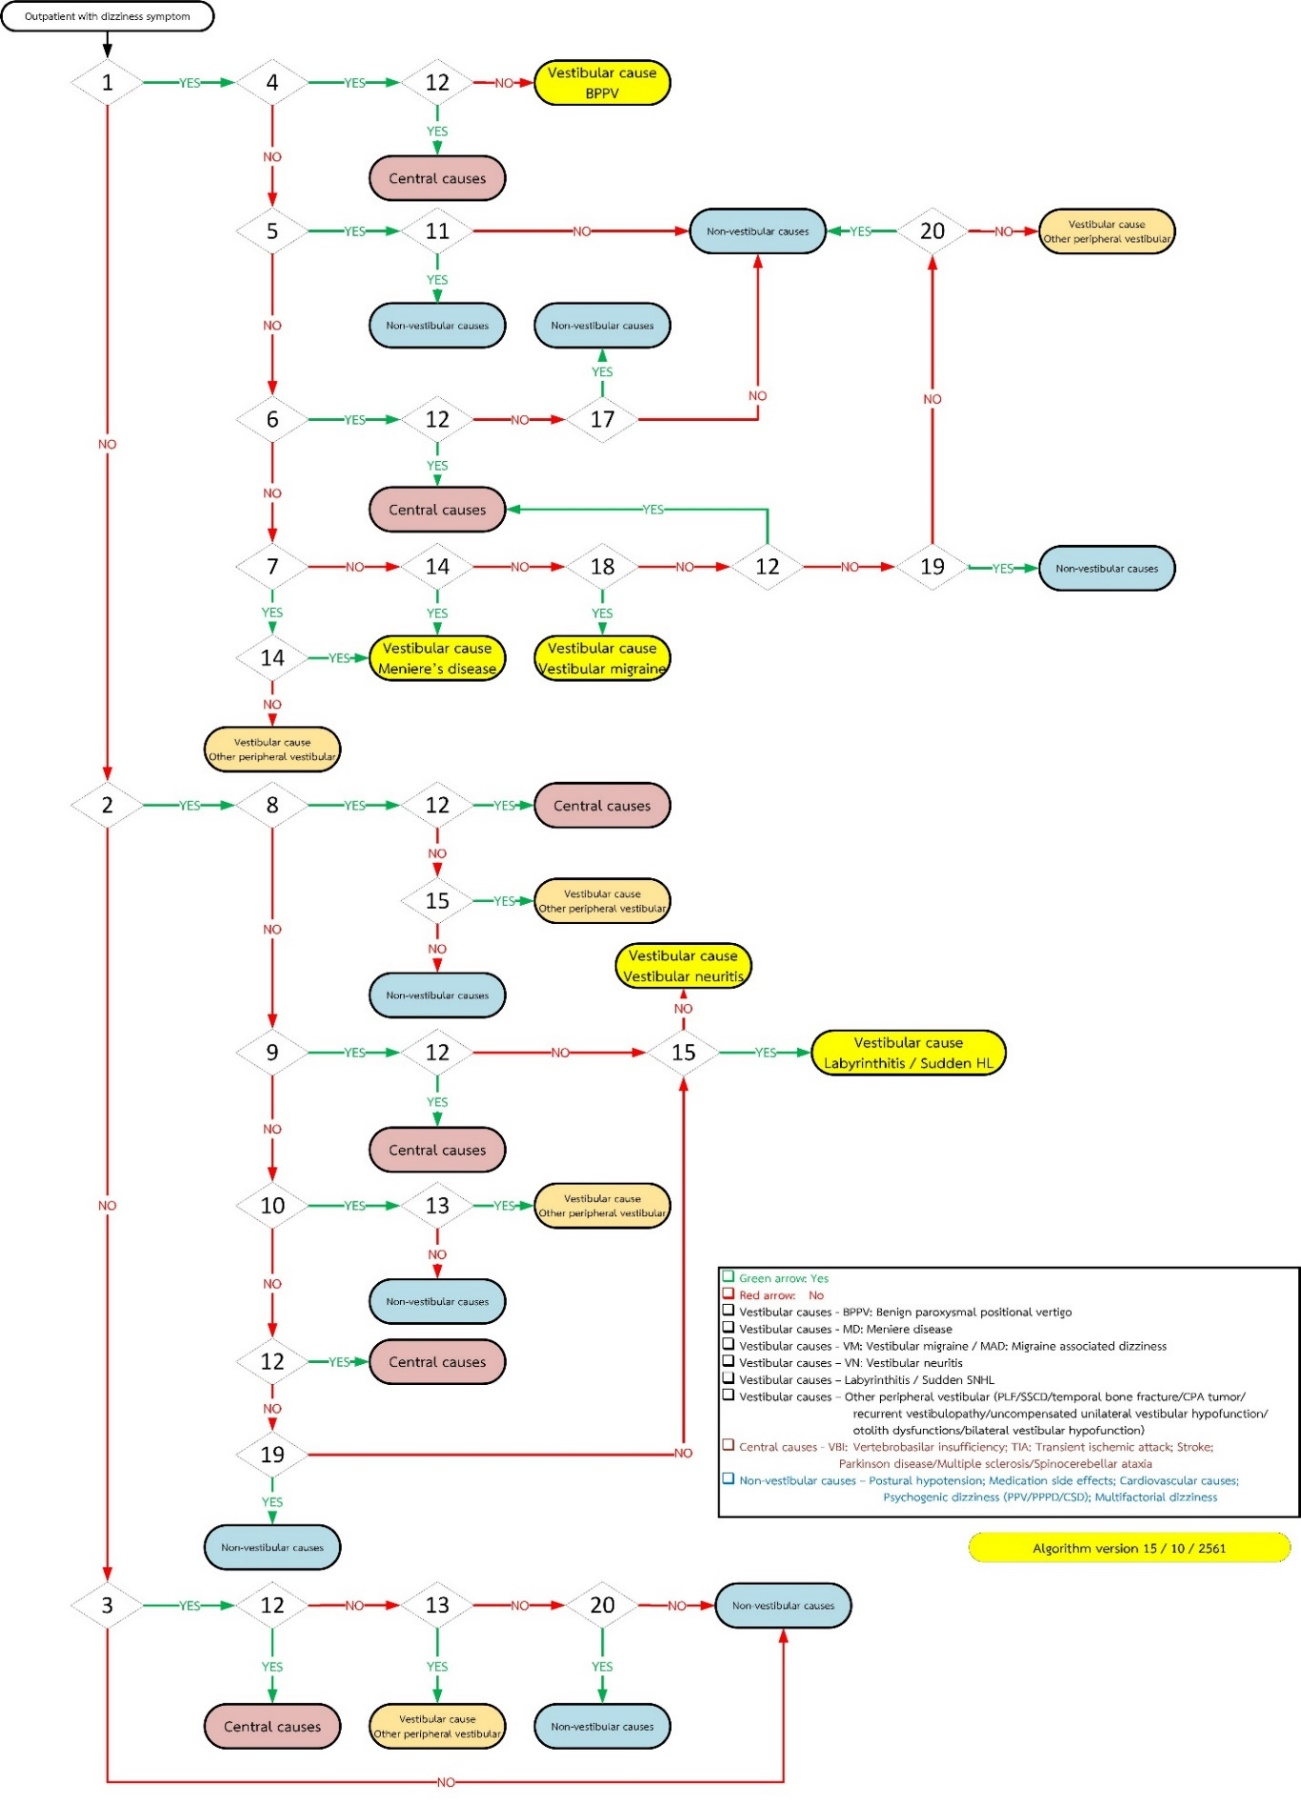 Outpatient with dizziness symptom
1
YES
4
YES
12
NO
Vestibular cause
BPPV
YES
Central causes
NO
5
YES
11
NO
Non-vestibular causes
YES
20
NO
Vestibular cause
Other peripheral vestibular
YES
Non-vestibular causes
Non-vestibular causes
NO
YES
NO
NO
6
YES
12
NO
17
NO
YES
NO
Central causes
YES
7
NO
14
NO
18
NO
12
NO
19
YES
Non-vestibular causes
YES
YES
YES
14
YES
Vestibular cause
Meniere's disease
Vestibular cause
Vestibular migraine
NO
Vestibular cause
Other peripheral vestibular
2
YES
8
YES
12
YES
Central causes
NO
15
YES
Vestibular cause
Other peripheral vestibular
NO
NO
Non-vestibular causes
Vestibular cause
Vestibular neuritis
NO
9
YES
12
NO
15
YES
Vestibular cause
Labyrinthitis / Sudden HL
YES
NO
Central causes
NO
10
YES
13
YES
Vestibular cause
Other peripheral vestibular
NO
NO
Non-vestibular causes
12
YES
Central causes
NO
19
NO
YES
Non-vestibular causes
Green arrow: Yes
Red arrow: No
Vestibular causes - BPPV: Benign paroxysmal positional vertigo
Vestibular causes - MD: Meniere disease
Vestibular causes - VM: Vestibular migraine / MAD: Migraine associated dizziness
Vestibular causes – VN: Vestibular neuritis
Vestibular causes – Labyrinthitis / Sudden SNHL
Vestibular causes – Other peripheral vestibular (PLF/SSCD/temporal bone fracture/CPA tumor/
recurrent vestibulopathy/uncompensated unilateral vestibular hypofunction/
otolith dysfunctions/bilateral vestibular hypofunction)
Central causes - VBI: Vertebrobasilar insufficiency; TIA: Transient ischemic attack; Stroke;
Parkinson disease/Multiple sclerosis/Spinocerebellar ataxia
Non-vestibular causes – Postural hypotension; Medication side effects; Cardiovascular causes;
Psychogenic dizziness (PPV/PPPD/CSD); Multifactorial dizziness
Algorithm version 15 / 10 / 2561
3
YES
12
NO
13
NO
20
NO
Non-vestibular causes
YES
YES
YES
Central causes
Vestibular cause
Other peripheral vestibular
Non-vestibular causes
NO